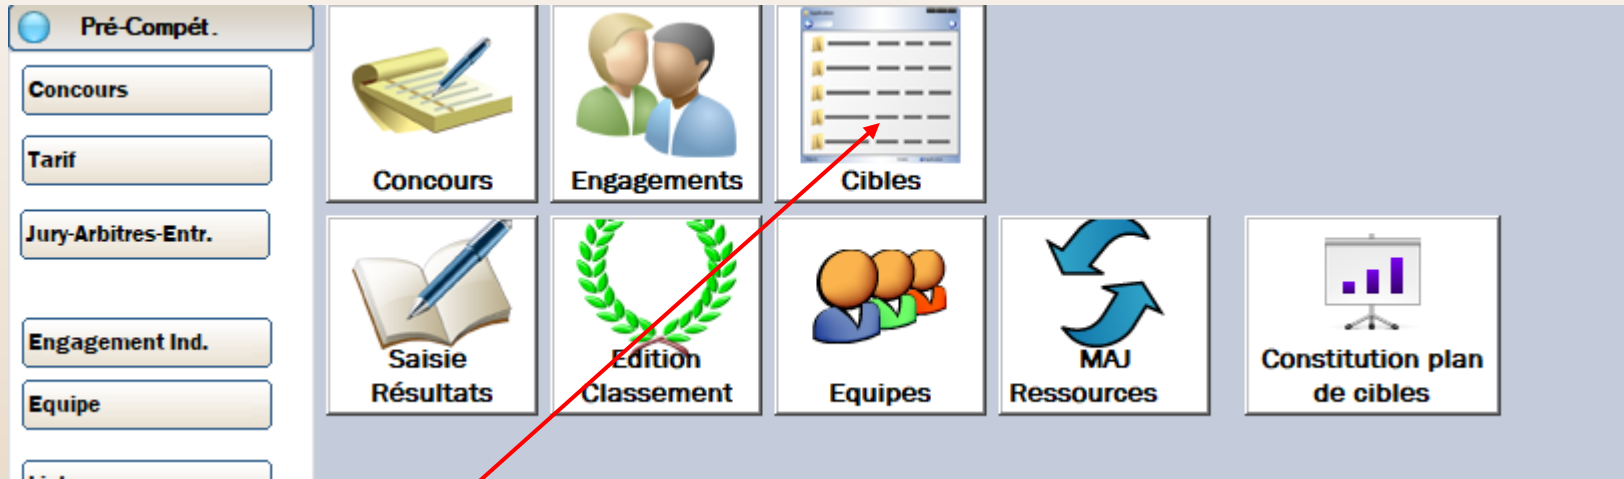 Pré-Compét.
Concours
Tarif
Jury-Arbitres-Entr.
Engagement Ind.
Equipe
Concours
Engagements
Cibles
Saisie
Résultats
Edition
Classement
Equipes
MAJ
Ressources
Constitution plan
de cibles